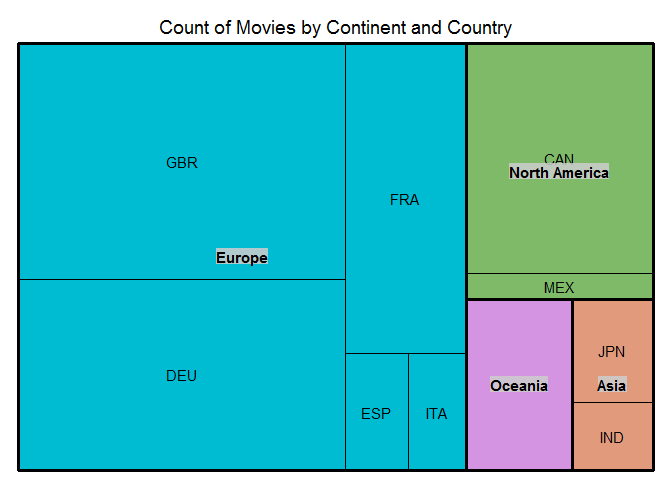 Count of Movies by Continent and Country
GBR
CAN
North America
FRA
Europe
MEX
JPN
DEU
Oceania
Asia
ESP
ITA
IND